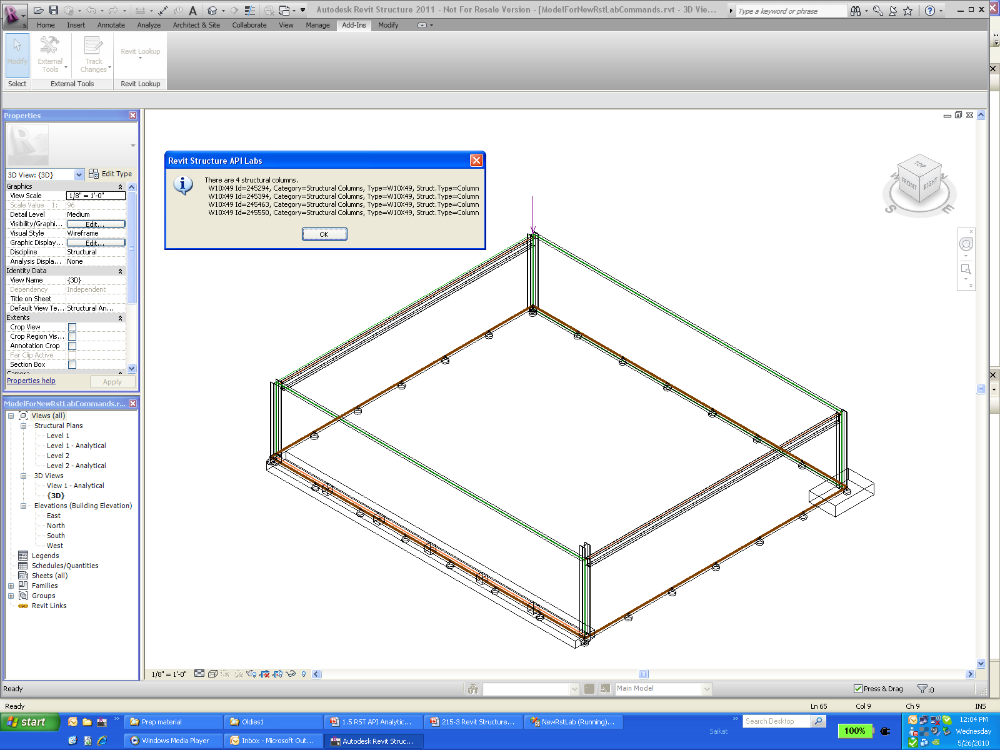 Autodesk Revit Structure 2011 - Not For Resale Version - [ModelForNewRstLabCommands.rvt - 3D Vie...
Type a keyword or phrase
Home Insert Annotate Analyze Architect & Site Collaborate View Manage Add-Ins Modify
Modify
External Tools
Track Changes
Revit Lookup
Select External Tools Revit Lookup
Properties
3D View: {3D} Edit Type
Graphics
View Scale 1/8" = 1'-0"
Scale Value 1: 96
Detail Level Medium
Visibility/Graphi... Edit...
Visual Style Wireframe
Graphic Display... Edit...
Discipline Structural
Analysis Displa... None
Identity Data
View Name {3D}
Dependency Independent
Title on Sheet
Default View Te... Structural An...
Extents
Crop View
Crop Region Vis...
Annotation Crop
Far Clip Active
Section Box
Camera
Properties help Apply
ModelForNewRstLabCommands.r...
Views (all)
Structural Plans
Level 1
Level 1 - Analytical
Level 2
Level 2 - Analytical
3D Views
View 1 - Analytical
{3D}
Elevations (Building Elevation)
East
North
South
West
Legends
Schedules/Quantities
Sheets (all)
Families
Groups
Revit Links
Revit Structure API Labs
There are 4 structural columns.
W10X49 Id=245294, Category=Structural Columns, Type=W10X49, Struct.Type=Column
W10X49 Id=245394, Category=Structural Columns, Type=W10X49, Struct.Type=Column
W10X49 Id=245463, Category=Structural Columns, Type=W10X49, Struct.Type=Column
W10X49 Id=245550, Category=Structural Columns, Type=W10X49, Struct.Type=Column
OK
TOP
FRONT RIGHT
W
S E
1/8" = 1'-0"
Ready
Main Model
Press & Drag
:0
Ready
Ln 65 Col 9 Ch 9 INS
start
Prep material
Oldies1
1.5 RST API Analytic...
215-3 Revit Structure...
NewRstLab (Running)...
Windows Media Player
Inbox - Microsoft Out...
Autodesk Revit Struc...
Saikat
Search Desktop
100%
12:04 PM
Wednesday
5/26/2010